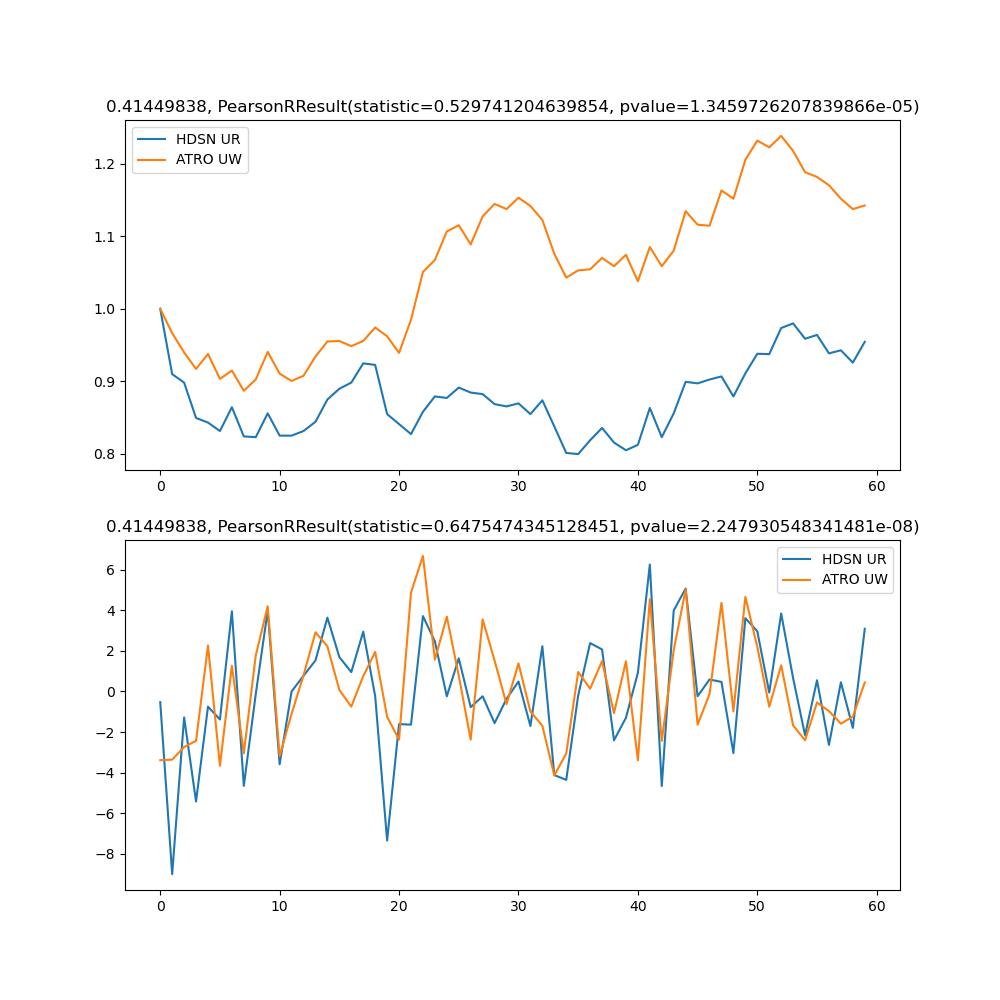 0.41449838, PearsonRResult(statistic=0.529741204639854, pvalue=1.3459726207839866e-05)
HDSN UR
ATRO UW
1.2
1.1
1.0
0.9
0.8
0 10 20 30 40 50 60
0.41449838, PearsonRResult(statistic=0.6475474345128451, pvalue=2.247930548341481e-08)
HDSN UR
ATRO UW
6
4
2
0
−2
−4
−6
−8
0 10 20 30 40 50 60